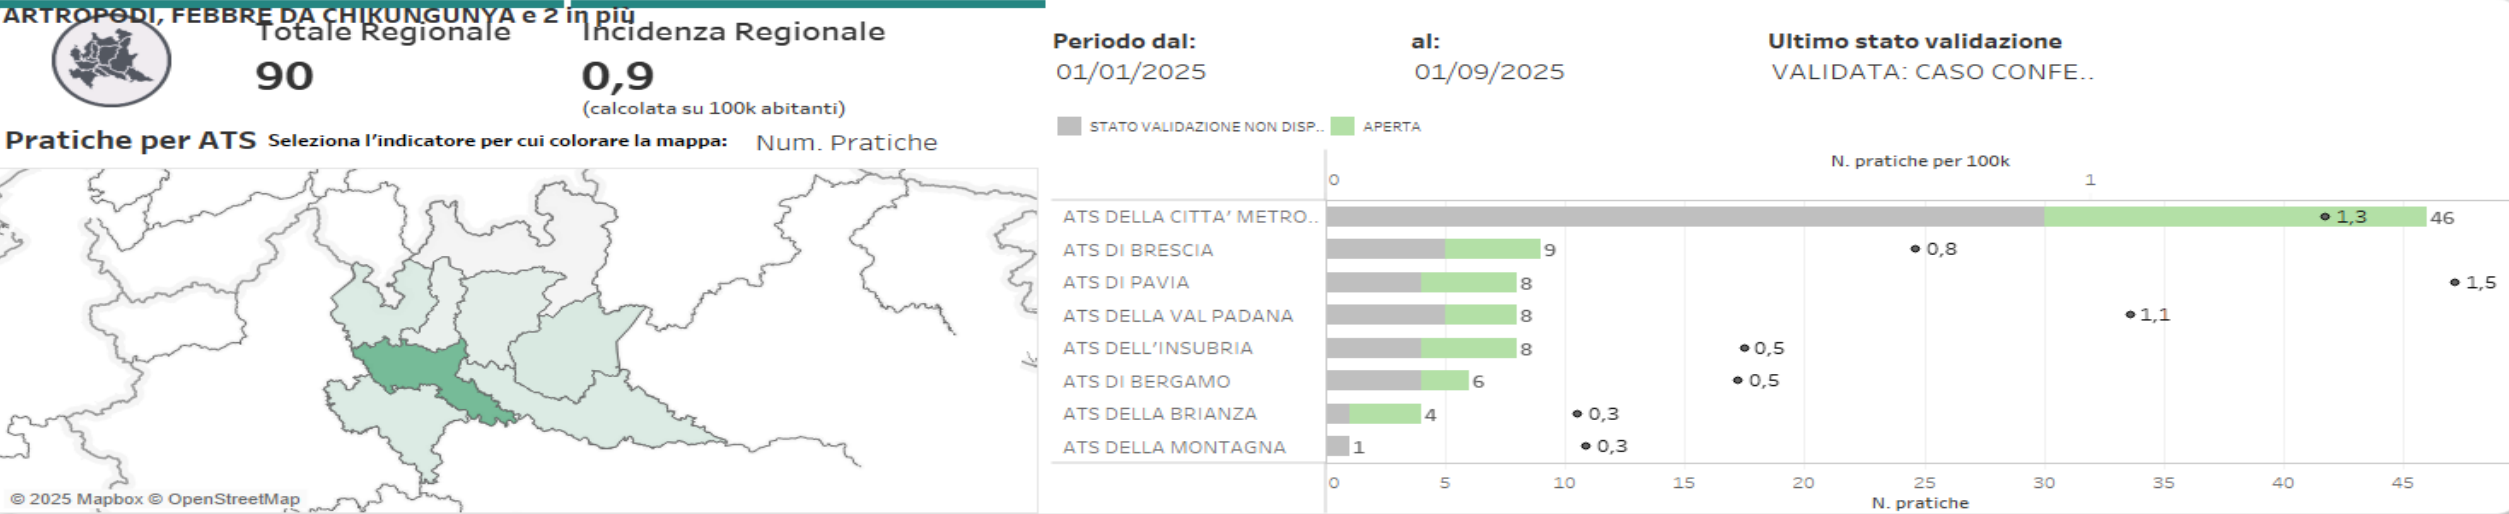 ARTROPODI, FEBBRE DA CHIKUNGUNYA e 2 in più
Totale Regionale
90
Incidenza Regionale
0,9
(calcolata su 100k abitanti)
Periodo dal:
01/01/2025
al:
01/09/2025
Ultimo stato validazione
VALIDATA: CASO CONFE..
Pratiche per ATS Seleziona l'indicatore per cui colorare la mappa: Num. Pratiche
© 2025 Mapbox © OpenStreetMap
STATO VALIDAZIONE NON DISP.. APERTA
N. pratiche per 100k
0 1
ATS DELLA CITTA' METRO.. 1,3 46
ATS DI BRESCIA 9 0,8
ATS DI PAVIA 8 1,5
ATS DELLA VAL PADANA 8 1,1
ATS DELL'INSUBRIA 8 0,5
ATS DI BERGAMO 6 0,5
ATS DELLA BRIANZA 4 0,3
ATS DELLA MONTAGNA 1 0,3
0 5 10 15 20 25 30 35 40 45
N. pratiche